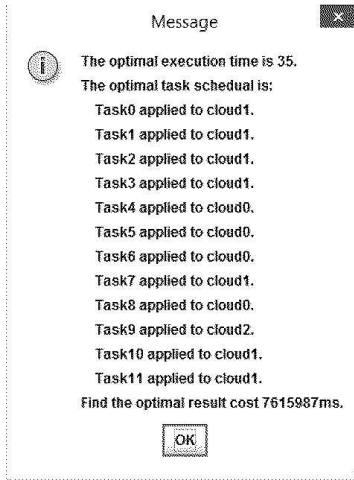 Message
The optimal execution time is 35.
The optimal task schedual is:
Task0 applied to cloud1.
Task1 applied to cloud1.
Task2 applied to cloud1.
Task3 applied to cloud1.
Task4 applied to cloud0.
Task5 applied to cloud0.
Task6 applied to cloud0.
Task7 applied to cloud1.
Task8 applied to cloud0.
Task9 applied to cloud2.
Task10 applied to cloud1.
Task11 applied to cloud1.
Find the optimal result cost 7615987ms.
OK